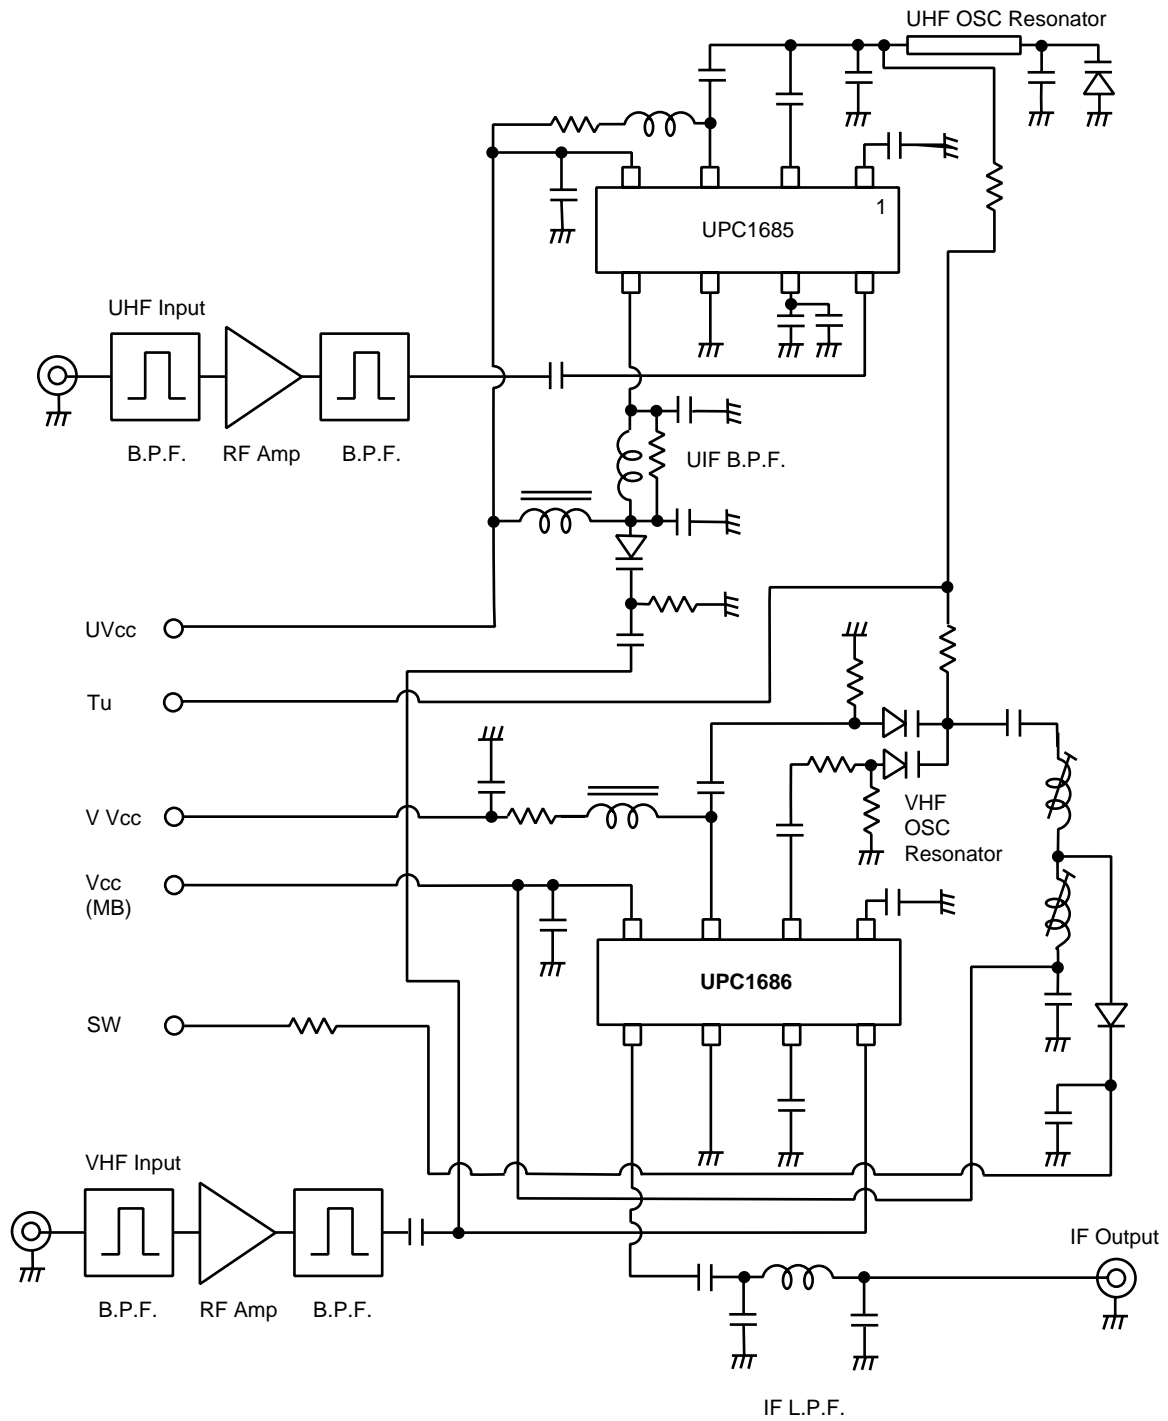 UHF OSC Resonator
1
UPC1685
UHF Input
B.P.F.
RF Amp
B.P.F.
UIF B.P.F.
UVcc
Tu
V Vcc
VHF
OSC
Resonator
Vcc
(MB)
UPC1686
SW
VHF Input
IF Output
B.P.F.
RF Amp
B.P.F.
IF L.P.F.